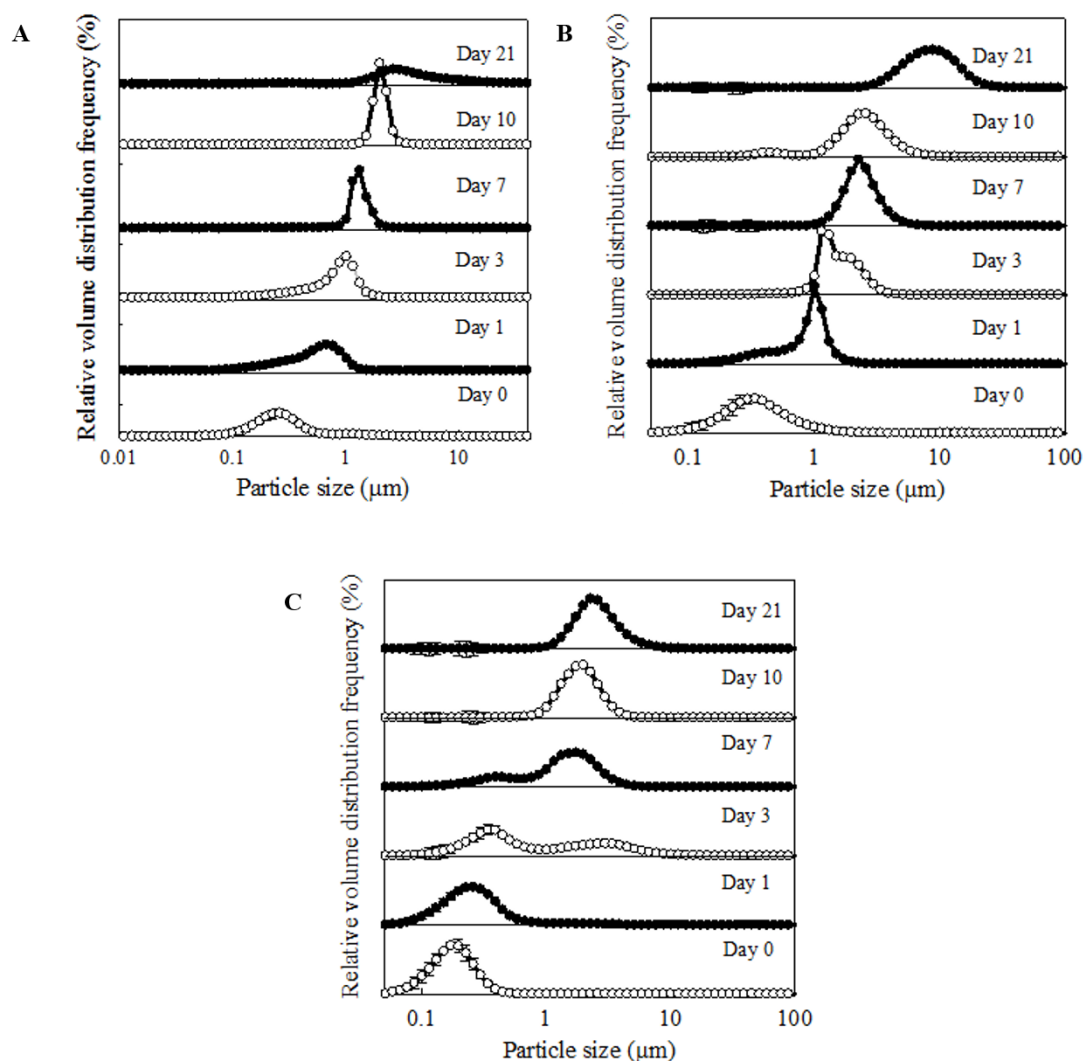 A
Relative volume distribution frequency (%)
Day 21
Day 10
Day 7
Day 3
Day 1
Day 0
0.01 0.1 1 10
Particle size (μm)
B
Relative volume distribution frequency (%)
Day 21
Day 10
Day 7
Day 3
Day 1
Day 0
0.1 1 10 100
Particle size (μm)
C
Relative volume distribution frequency (%)
Day 21
Day 10
Day 7
Day 3
Day 1
Day 0
0.1 1 10 100
Particle size (μm)